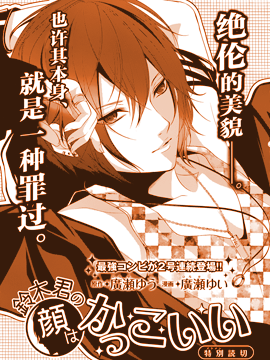 绝伦的美貌——。
也许其本身、
就是一种罪过。
最強コンビが2号連続登場!!
原作◆廣瀬ゆう 漫画◆廣瀬ゆい
鈴木君の
顔は
かっこいい
特別読切